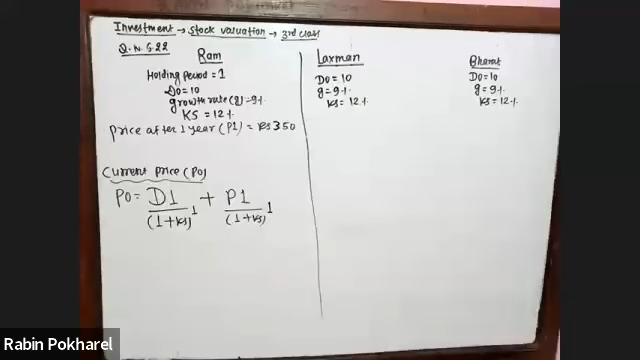 Investment → Stock valuation → 3rd class
Q.N.5.22
Ram
Holding period = 1
D0 = 10
growth rate (g) = 9%
KS = 12%
price after 1 year (P1) = RS 350
Current price (P0)
P0 = D1 / (1+KS)^1 + P1 / (1+KS)^1
Laxman
D0 = 10
g = 9%
KS = 12%
Bharat
D0 = 10
g = 9%
KS = 12%
Rabin Pokharel